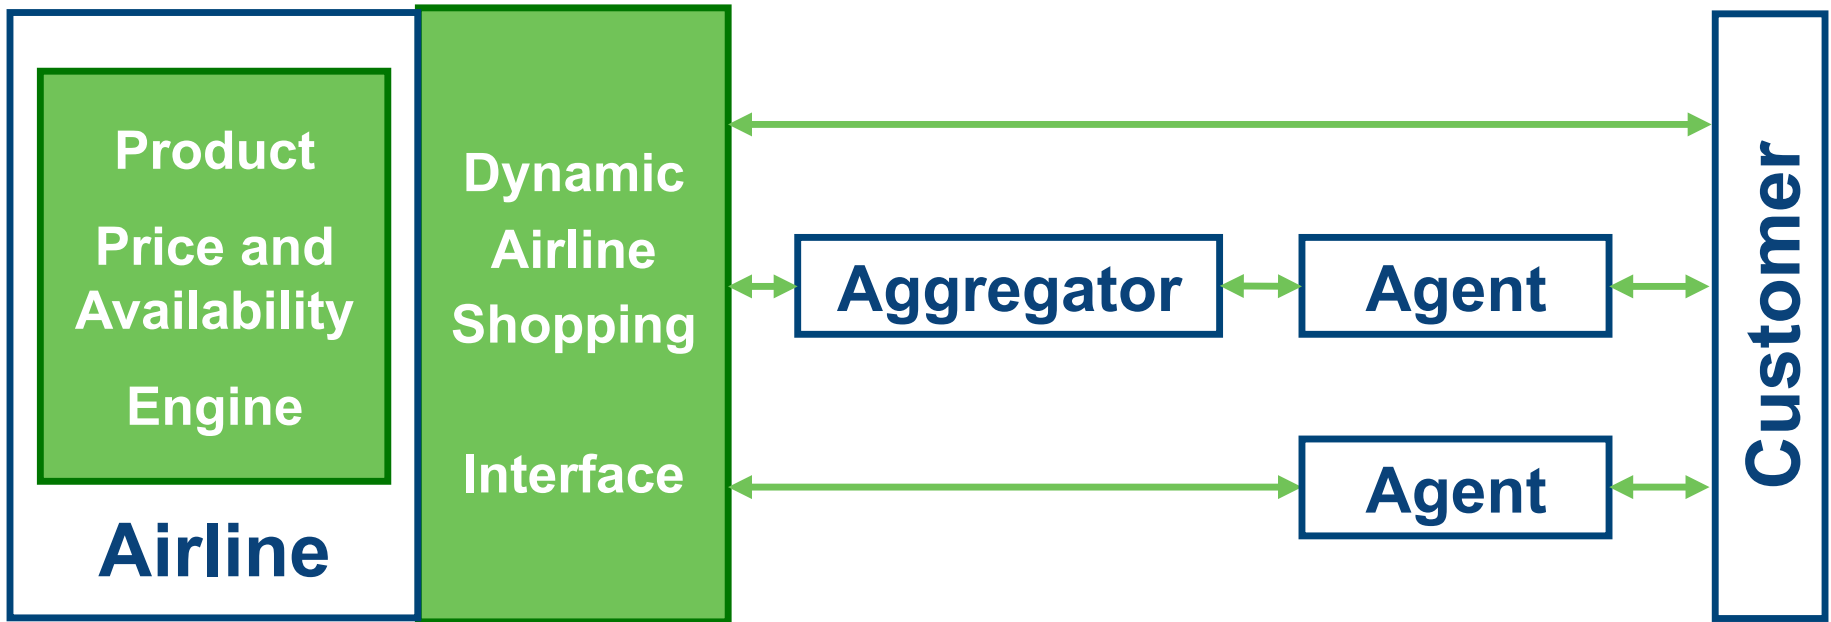 Product
Price and
Availability
Engine
Airline
Dynamic
Airline
Shopping
Interface
Aggregator
Agent
Agent
Customer